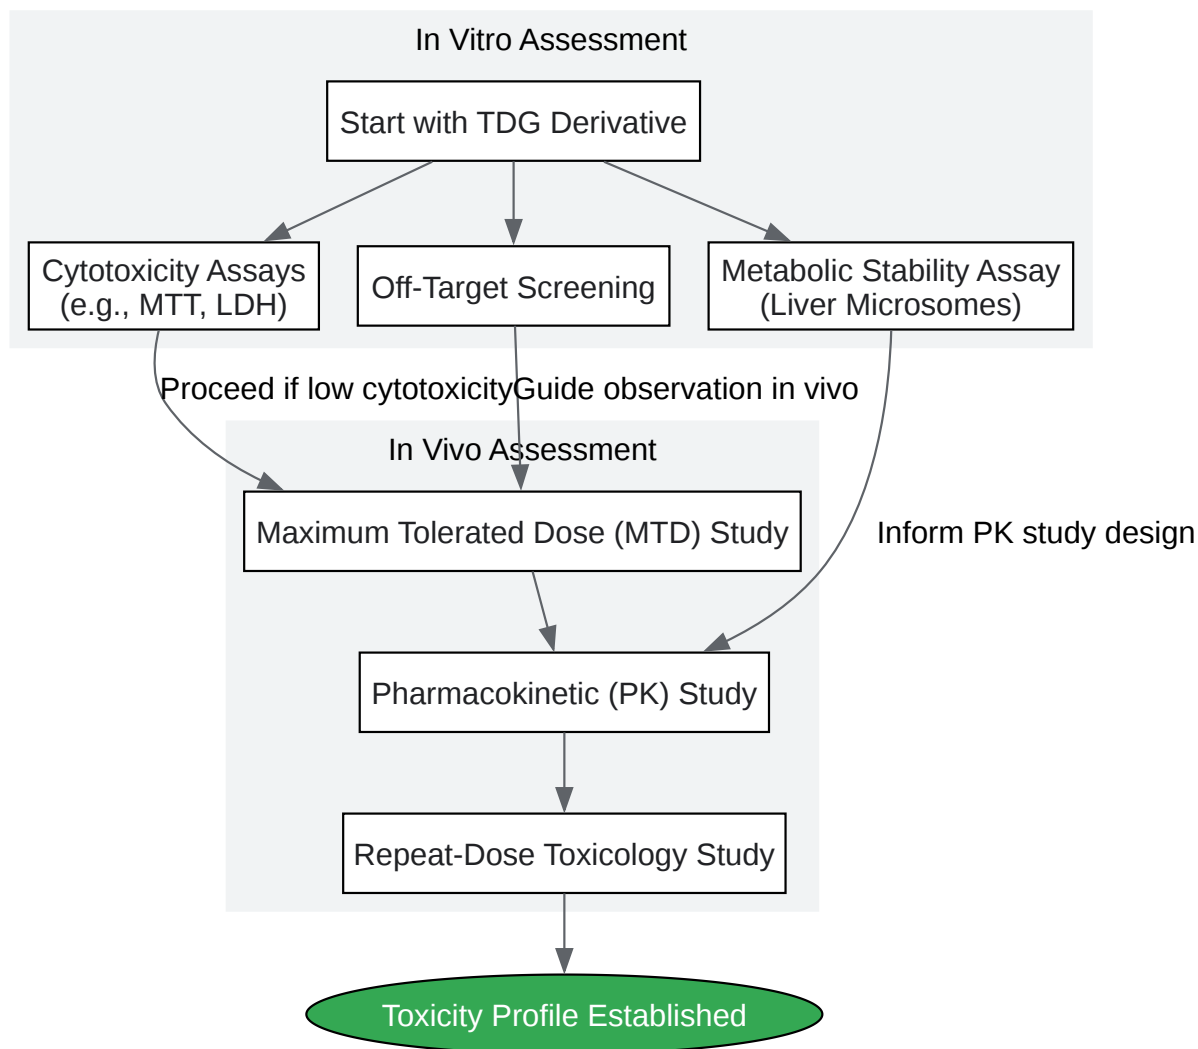 In Vitro Assessment
Start with TDG Derivative
Cytotoxicity Assays
(e.g., MTT, LDH)
Off-Target Screening
Metabolic Stability Assay
(Liver Microsomes)
Proceed if low cytotoxicity
Guide observation in vivo
In Vivo Assessment
Maximum Tolerated Dose (MTD) Study
Inform PK study design
Pharmacokinetic (PK) Study
Repeat-Dose Toxicology Study
Toxicity Profile Established